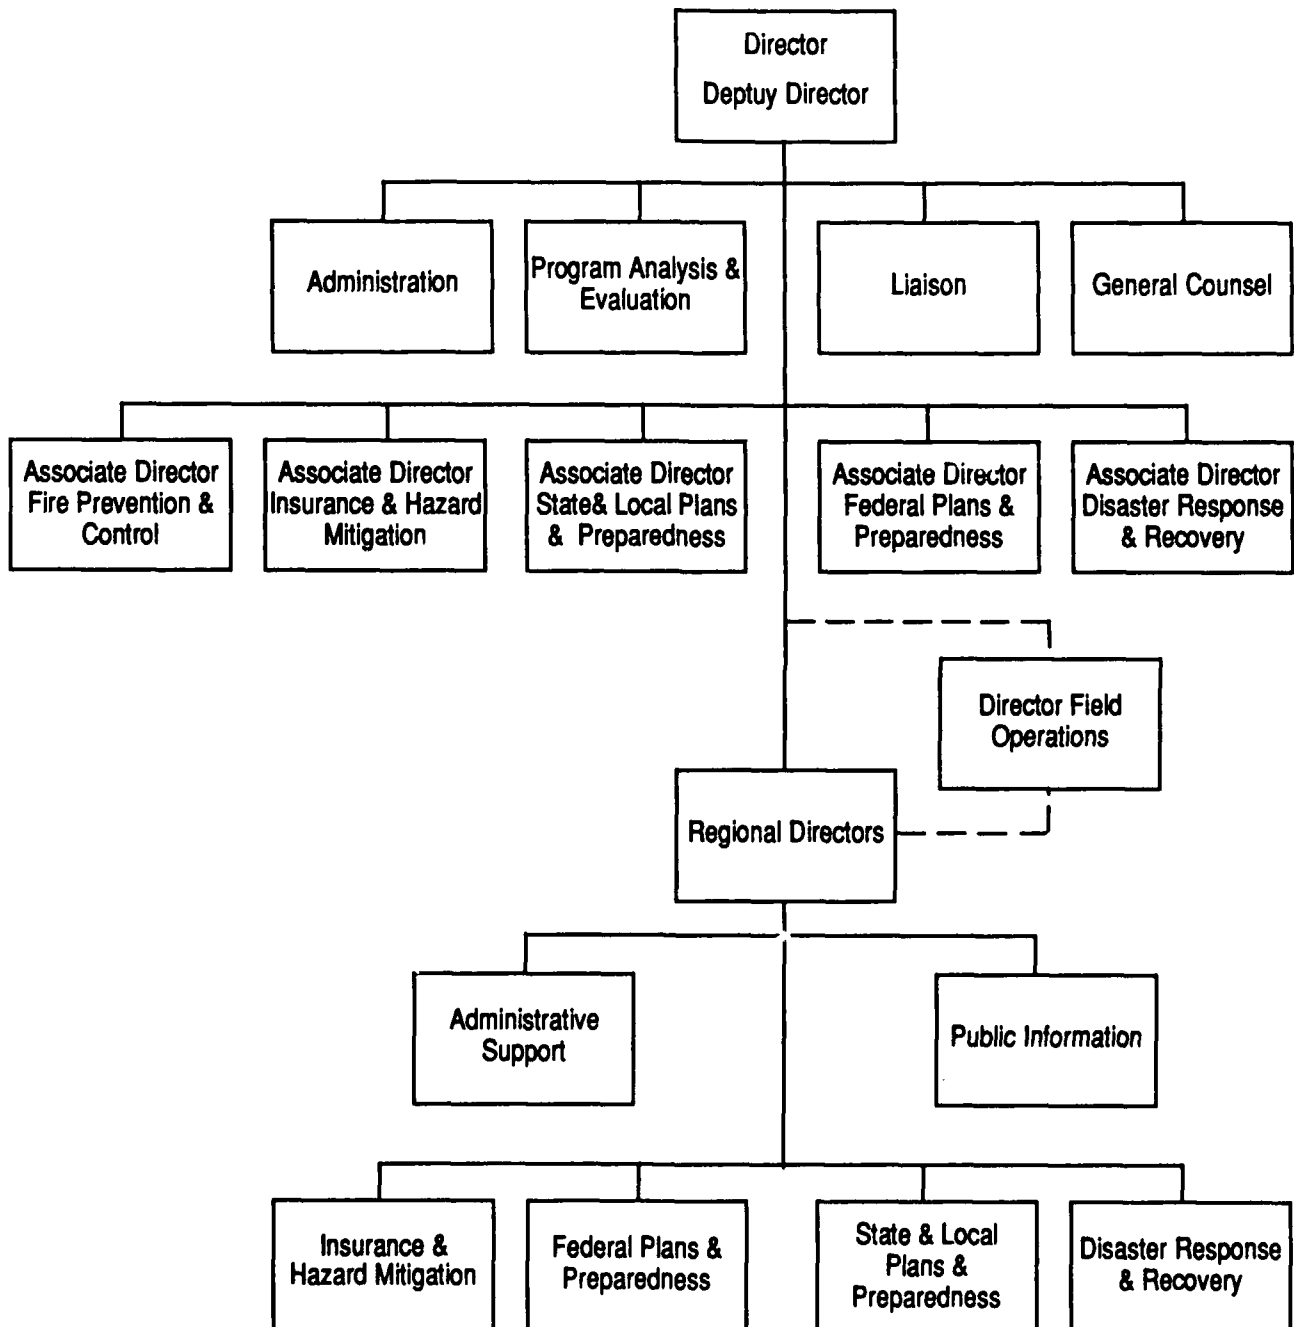 Director
Deptuy Director
Administration
Program Analysis &
Evaluation
Liaison
General Counsel
Associate Director
Fire Prevention &
Control
Associate Director
Insurance & Hazard
Mitigation
Associate Director
State& Local Plans
& Preparedness
Associate Director
Federal Plans &
Preparedness
Associate Director
Disaster Response
& Recovery
Director Field
Operations
Regional Directors
Administrative
Support
Public Information
Insurance &
Hazard Mitigation
Federal Plans &
Preparedness
State & Local
Plans &
Preparedness
Disaster Response
& Recovery